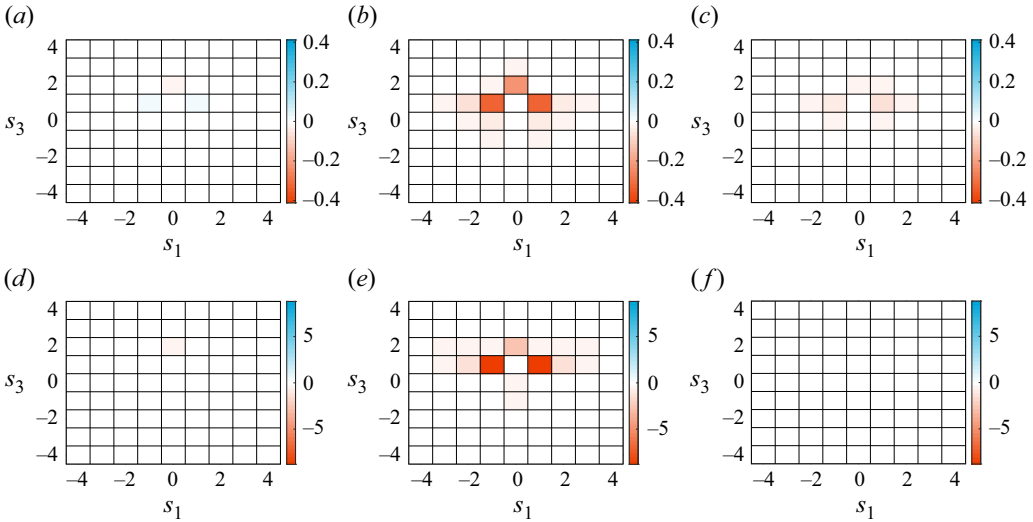 (a) (b) (c)
4 0.4 4 0.4 4 0.4
2 0.2 2 0.2 2 0.2
s3 0 0 s3 0 0 s3 0 0
–2 –0.2 –2 –0.2 –2 –0.2
–4 –0.4 –4 –0.4 –4 –0.4
–4 –2 0 2 4 –4 –2 0 2 4 –4 –2 0 2 4
s1 s1 s1
(d) (e) (f)
4 4 4
2 5 2 5 2 5
s3 0 0 s3 0 0 s3 0 0
–2 –5 –2 –5 –2 –5
–4 –4 –4
–4 –2 0 2 4 –4 –2 0 2 4 –4 –2 0 2 4
s1 s1 s1